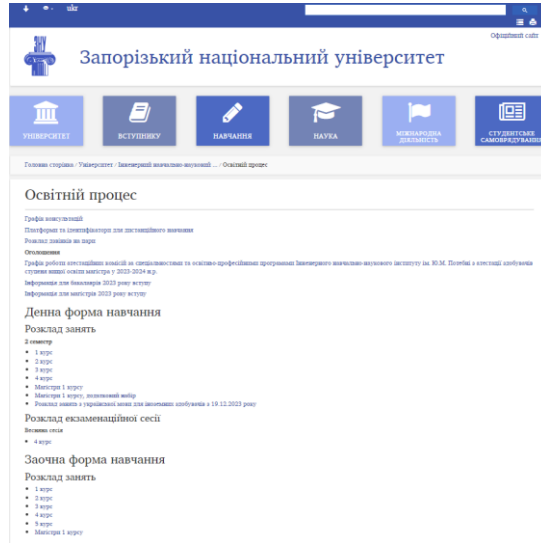 ukr
Офіційний сайт
Запорізький національний університет
УНІВЕРСИТЕТ
ВСТУПНИКУ
НАВЧАННЯ
НАУКА
МІЖНАРОДНА ДІЯЛЬНІСТЬ
СТУДЕНТСЬКЕ САМОВРЯДУВАННЯ
Головна сторінка / Університет / Інженерний навчально-науковий ... / Освітній процес
Освітній процес
Графік консультацій
Платформи та ідентифікатори для дистанційного навчання
Розклад дзвінків на пари
Оголошення
Графік роботи атестаційних комісій за спеціальностями та освітньо-професійними програмами Інженерного навчально-наукового інституту ім. Ю.М. Потебні з атестації здобувачів
ступеня вищої освіти магістра у 2023-2024 н.р.
Інформація для бакалаврів 2023 року вступу
Інформація для магістрів 2023 року вступу
Денна форма навчання
Розклад занять
2 семестр
1 курс
2 курс
3 курс
4 курс
Магістри 1 курсу
Магістри 1 курсу, додатковий набір
Розклад занять з української мови для іноземних здобувачів з 19.12.2023 року
Розклад екзаменаційної сесії
Весняна сесія
4 курс
Заочна форма навчання
Розклад занять
1 курс
2 курс
3 курс
4 курс
5 курс
Магістри 1 курсу